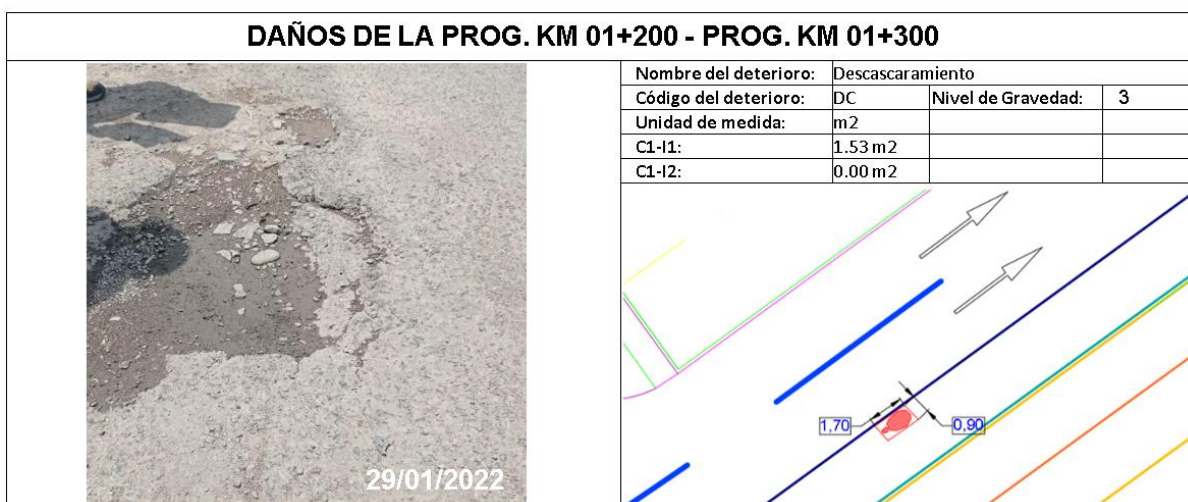 DAÑOS DE LA PROG. KM 01+200 - PROG. KM 01+300
Nombre del deterioro: Descascaramiento
Código del deterioro: DC Nivel de Gravedad: 3
Unidad de medida: m2
C1-I1: 1.53 m2
C1-I2: 0.00 m2
1,70 0,90
29/01/2022